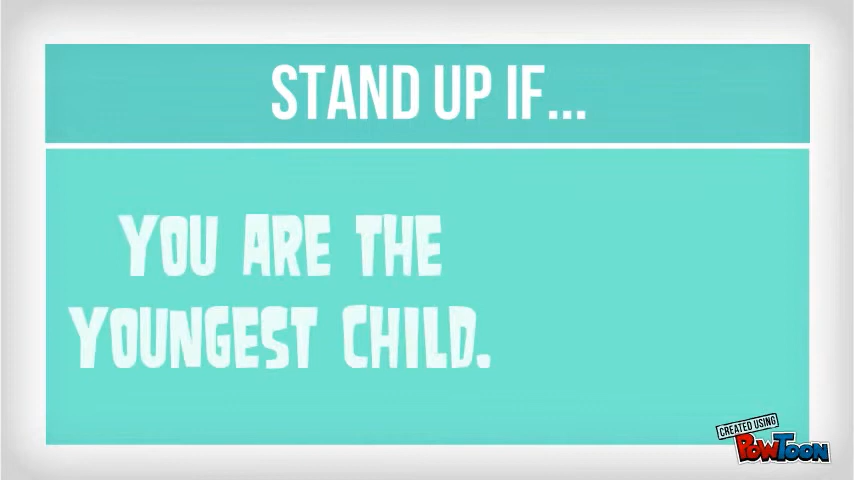 STAND UP IF...
YOU ARE THE
YOUNGEST CHILD.
CREATED USING
POWTOON